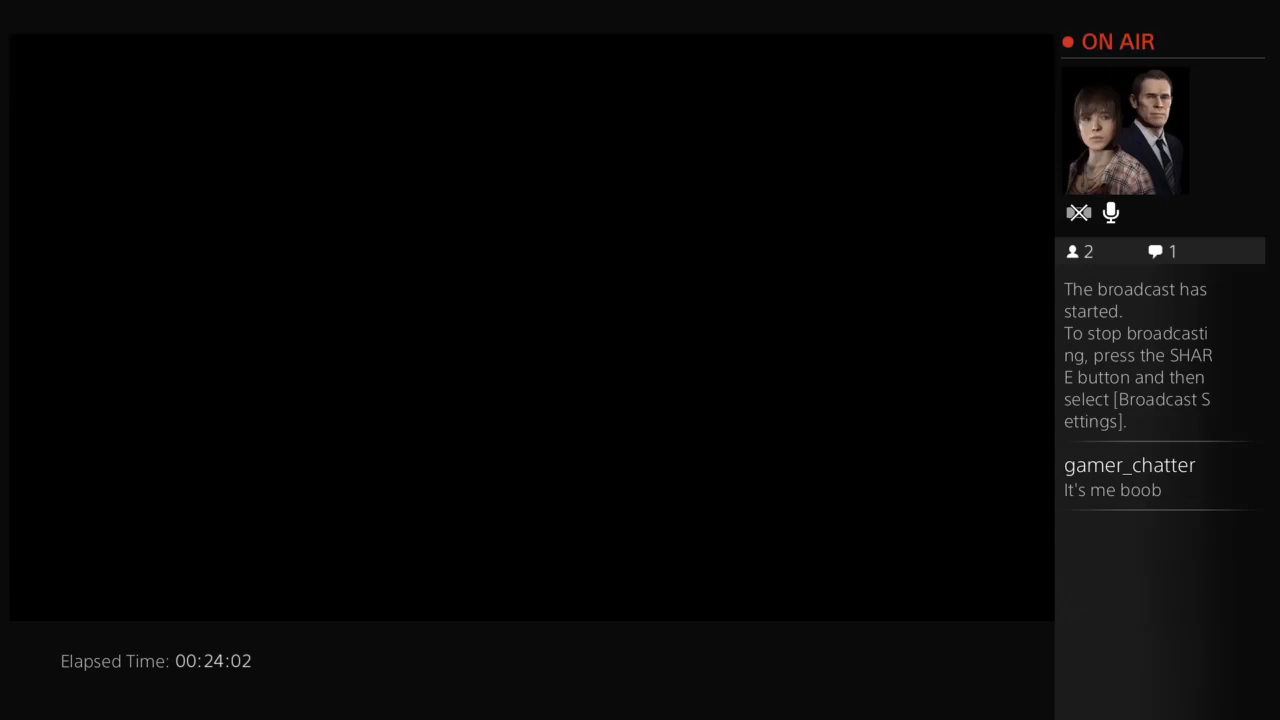 ON AIR
2 1
The broadcast has
started.
To stop broadcasti
ng, press the SHAR
E button and then
select [Broadcast S
ettings].
gamer_chatter
It's me boob
Elapsed Time: 00:24:02